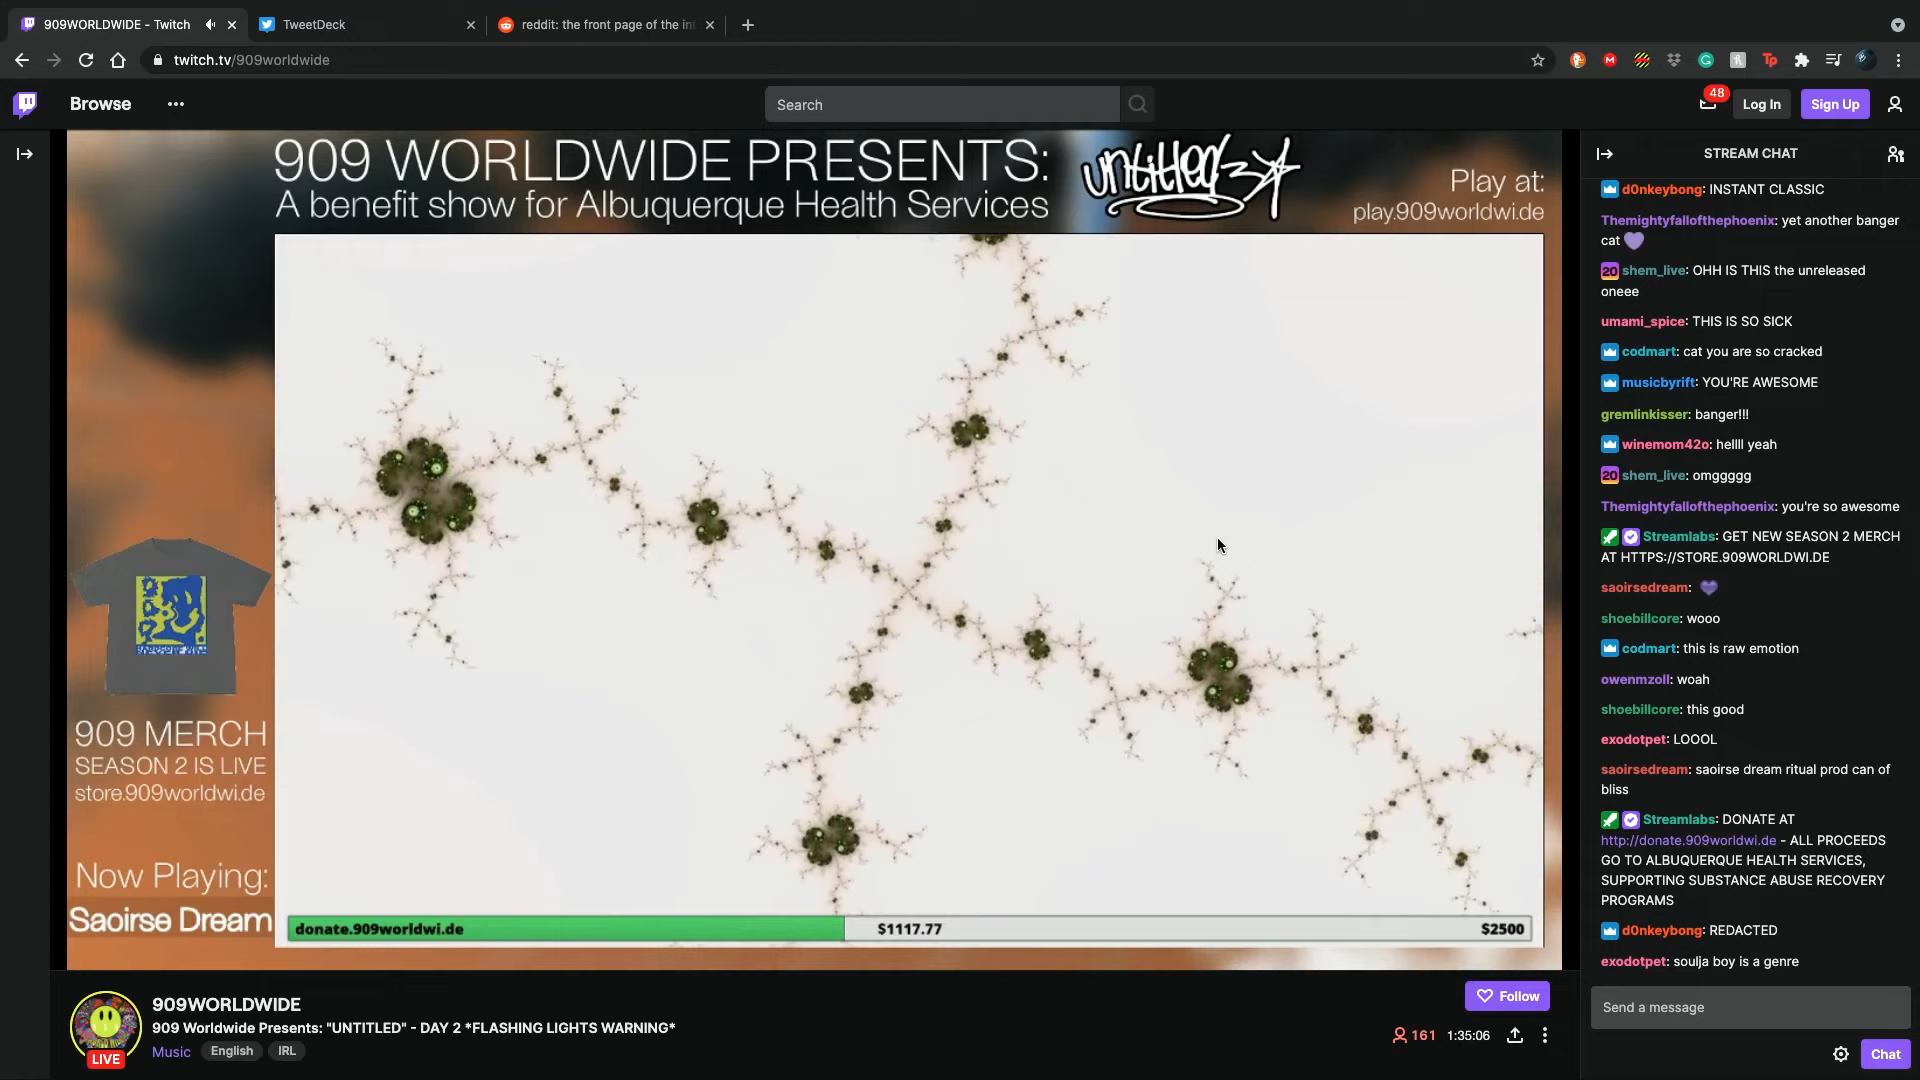 909WORLDWIDE - Twitch
TweetDeck
reddit: the front page of the int
twitch.tv/909worldwide
Browse
Search
48
Log In
Sign Up
909 WORLDWIDE PRESENTS:
untitled
A benefit show for Albuquerque Health Services
Play at:
play.909worldwi.de
909 MERCH
SEASON 2 IS LIVE
store.909worldwi.de
Now Playing:
Saoirse Dream
donate.909worldwi.de
$1117.77
$2500
909WORLDWIDE
909 Worldwide Presents: "UNTITLED" - DAY 2 *FLASHING LIGHTS WARNING*
Music
English
IRL
LIVE
Follow
161
1:35:06
STREAM CHAT
d0nkeybong: INSTANT CLASSIC
Themightyfallofthephoenix: yet another banger
cat
20 shem_live: OHH IS THIS the unreleased
oneee
umami_spice: THIS IS SO SICK
codmart: cat you are so cracked
musicbyrift: YOU'RE AWESOME
gremlinkisser: banger!!!
winemom42o: hellll yeah
20 shem_live: omggggg
Themightyfallofthephoenix: you're so awesome
Streamlabs: GET NEW SEASON 2 MERCH
AT HTTPS://STORE.909WORLDWI.DE
saoirsedream:
shoebillcore: wooo
codmart: this is raw emotion
owenmzoll: woah
shoebillcore: this good
exodotpet: LOOOL
saoirsedream: saoirse dream ritual prod can of
bliss
Streamlabs: DONATE AT
http://donate.909worldwi.de - ALL PROCEEDS
GO TO ALBUQUERQUE HEALTH SERVICES,
SUPPORTING SUBSTANCE ABUSE RECOVERY
PROGRAMS
d0nkeybong: REDACTED
exodotpet: soulja boy is a genre
Send a message
Chat